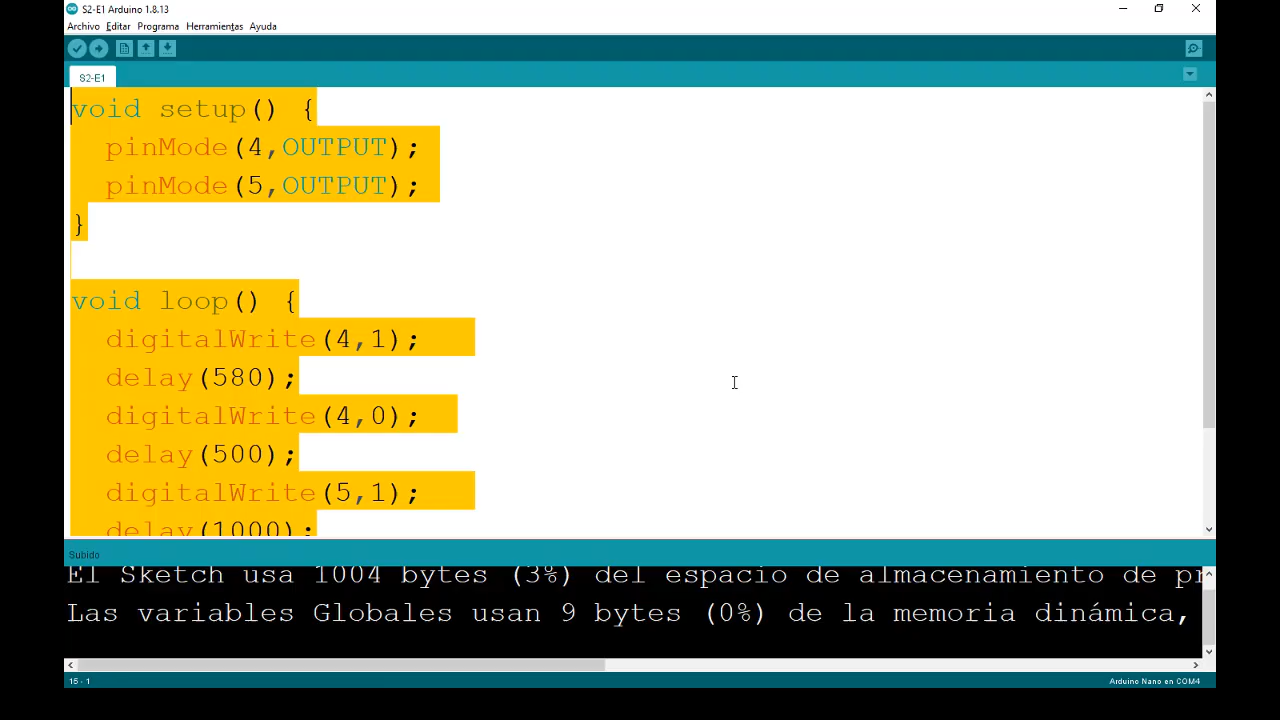 S2-E1 Arduino 1.8.13
Archivo Editar Programa Herramientas Ayuda
S2-E1
void setup() {
  pinMode(4,OUTPUT);
  pinMode(5,OUTPUT);
}
void loop() {
  digitalWrite(4,1);
  delay(580);
  digitalWrite(4,0);
  delay(500);
  digitalWrite(5,1);
  delay(1000);
Subido
El Sketch usa 1004 bytes (3%) del espacio de almacenamiento de pr
Las variables Globales usan 9 bytes (0%) de la memoria dinámica,
15 - 1
Arduino Nano en COM4